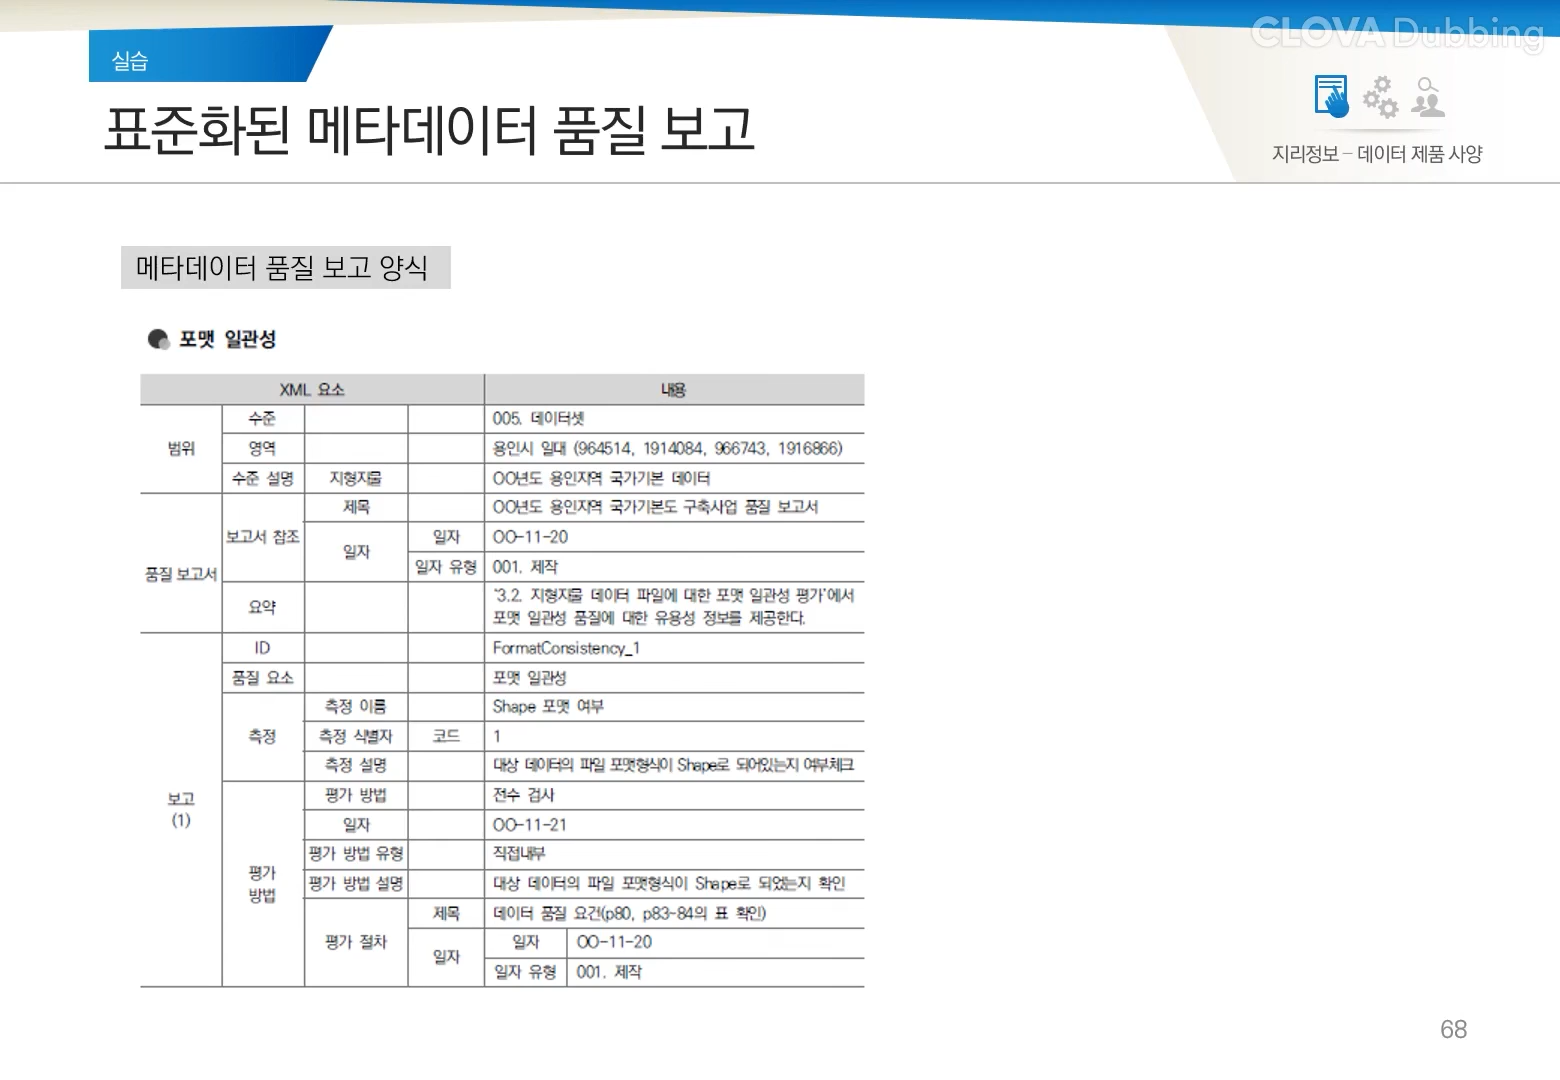 CLOVA Dubbing
실습
표준화된 메타데이터 품질 보고
지리정보 – 데이터 제품 사양
메타데이터 품질 보고 양식
포맷 일관성
XML 요소 내용
범위 수준 005. 데이터셋
영역 용인시 일대 (964514, 1914084, 966743, 1916866)
수준 설명 지형지물 OO년도 용인지역 국가기본 데이터
품질 보고서 보고서 참조 제목 OO년도 용인지역 국가기본도 구축사업 품질 보고서
일자 일자 OO-11-20
일자 유형 001. 제작
요약 '3.2. 지형지물 데이터 파일에 대한 포맷 일관성 평가'에서
포맷 일관성 품질에 대한 유용성 정보를 제공한다.
보고
(1)
ID FormatConsistency_1
품질 요소 포맷 일관성
측정 측정 이름 Shape 포맷 여부
측정 식별자 코드 1
측정 설명 대상 데이터의 파일 포맷형식이 Shape로 되어있는지 여부체크
평가
방법
평가 방법 전수 검사
일자 OO-11-21
평가 방법 유형 직접내부
평가 방법 설명 대상 데이터의 파일 포맷형식이 Shape로 되었는지 확인
평가 절차 제목 데이터 품질 요건(p80, p83-84의 표 확인)
일자 일자 OO-11-20
일자 유형 001. 제작
68